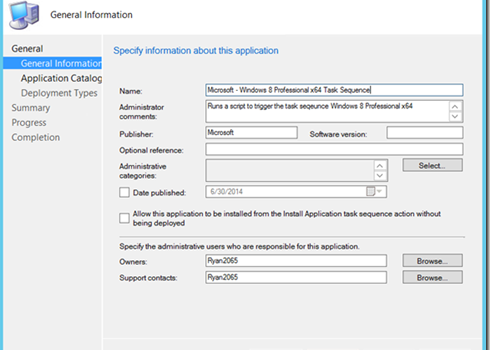 General Information
General
General Information
Application Catalog
Deployment Types
Summary
Progress
Completion
Specify information about this application
Name:
Microsoft - Windows 8 Professional x64 Task Sequence
Administrator
comments:
Runs a script to trigger the task seqeunce Windows 8 Professional x64
Publisher:
Microsoft
Software version:
Optional reference:
Administrative
categories:
Select...
Date published:
6/30/2014
Allow this application to be installed from the Install Application task sequence action without
being deployed
Specify the administrative users who are responsible for this application.
Owners:
Ryan2065
Browse...
Support contacts:
Ryan2065
Browse...